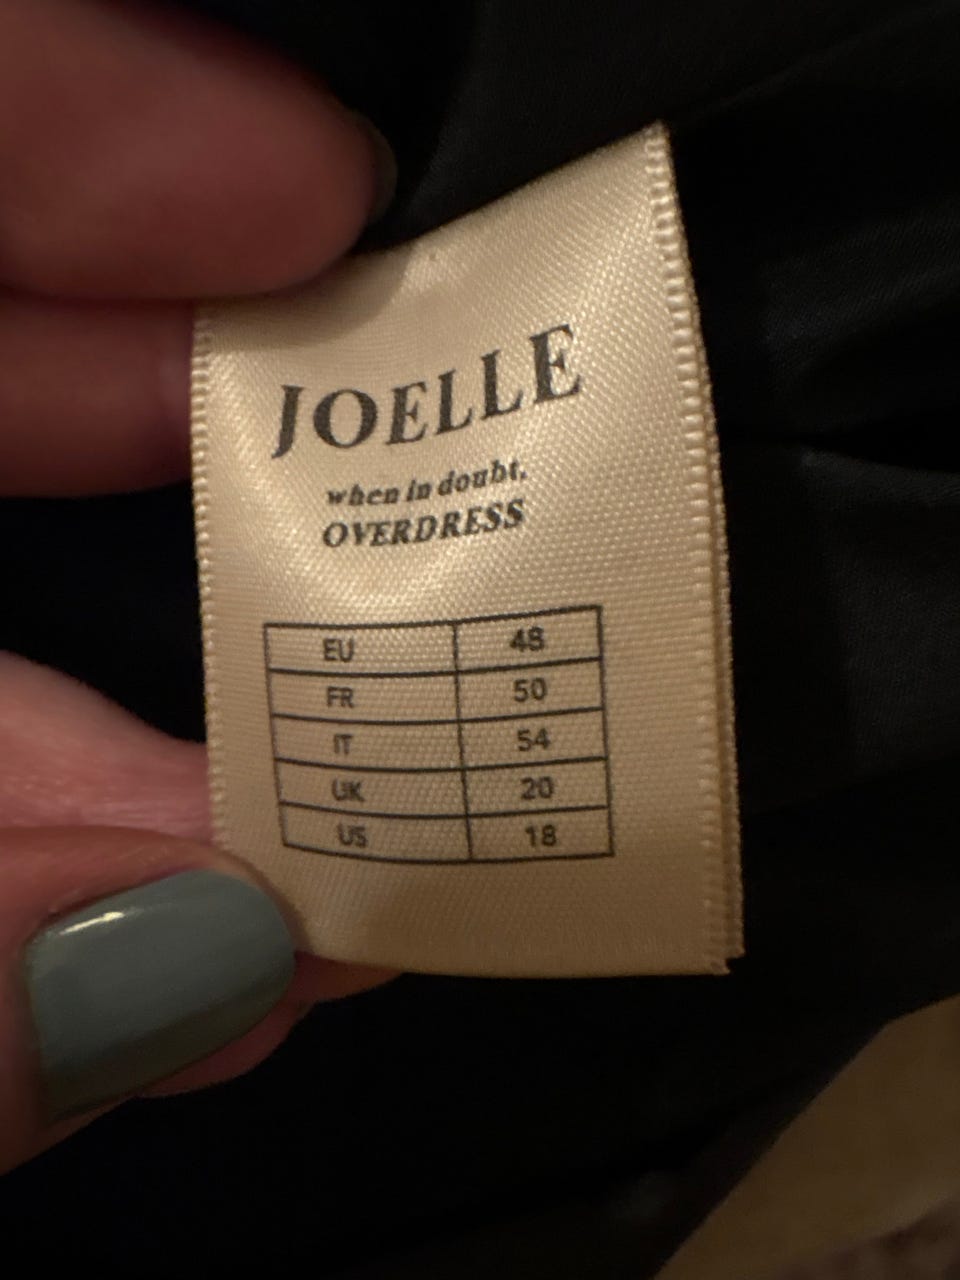 JOELLE
when in doubt,
OVERDRESS
EU 48
FR 50
IT 54
UK 20
US 18